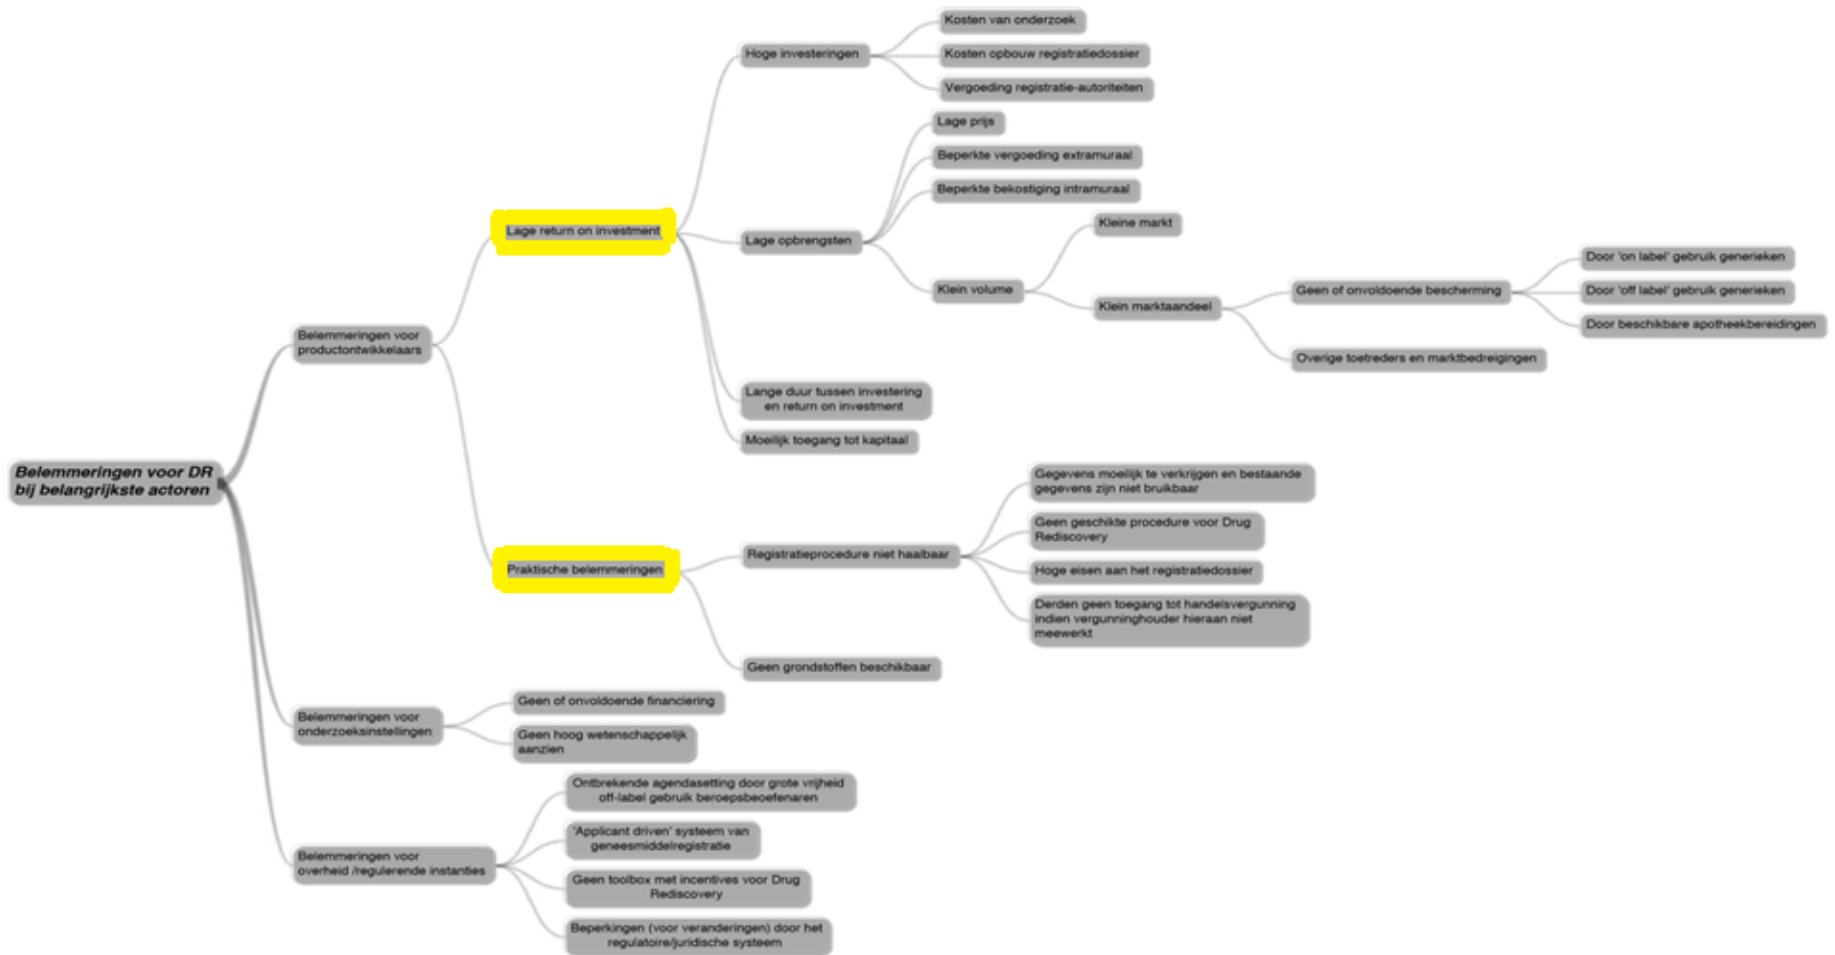 Kosten van onderzoek
Hoge investeringen
Kosten opbouw registratiedossier
Vergoeding registratie-autoriteiten
Lage prijs
Beperkte vergoeding extramuraal
Beperkte bekostiging intramuraal
Lage return on investment
Lage opbrengsten
Kleine markt
Klein volume
Klein marktaandeel
Geen of onvoldoende bescherming
Door 'on label' gebruik generieken
Door 'off label' gebruik generieken
Door beschikbare apotheekbereidingen
Overige toetreders en marktbedreigingen
Belemmeringen voor
productontwikkelaars
Lange duur tussen investering
en return on investment
Moeilijk toegang tot kapitaal
Belemmeringen voor DR
bij belangrijkste actoren
Gegevens moeilijk te verkrijgen en bestaande
gegevens zijn niet bruikbaar
Geen geschikte procedure voor Drug
Rediscovery
Praktische belemmeringen
Registratieprocedure niet haalbaar
Hoge eisen aan het registratiedossier
Derden geen toegang tot handelsvergunning
indien vergunninghouder hieraan niet
meewerkt
Geen grondstoffen beschikbaar
Belemmeringen voor
onderzoeksinstellingen
Geen of onvoldoende financiering
Geen hoog wetenschappelijk
aanzien
Ontbrekende agendasetting door grote vrijheid
off-label gebruik beroepsbeoefenaren
'Applicant driven' systeem van
geneesmiddelregistratie
Belemmeringen voor
overheid /regulerende instanties
Geen toolbox met incentives voor Drug
Rediscovery
Beperkingen (voor veranderingen) door het
regulatoire/juridische systeem